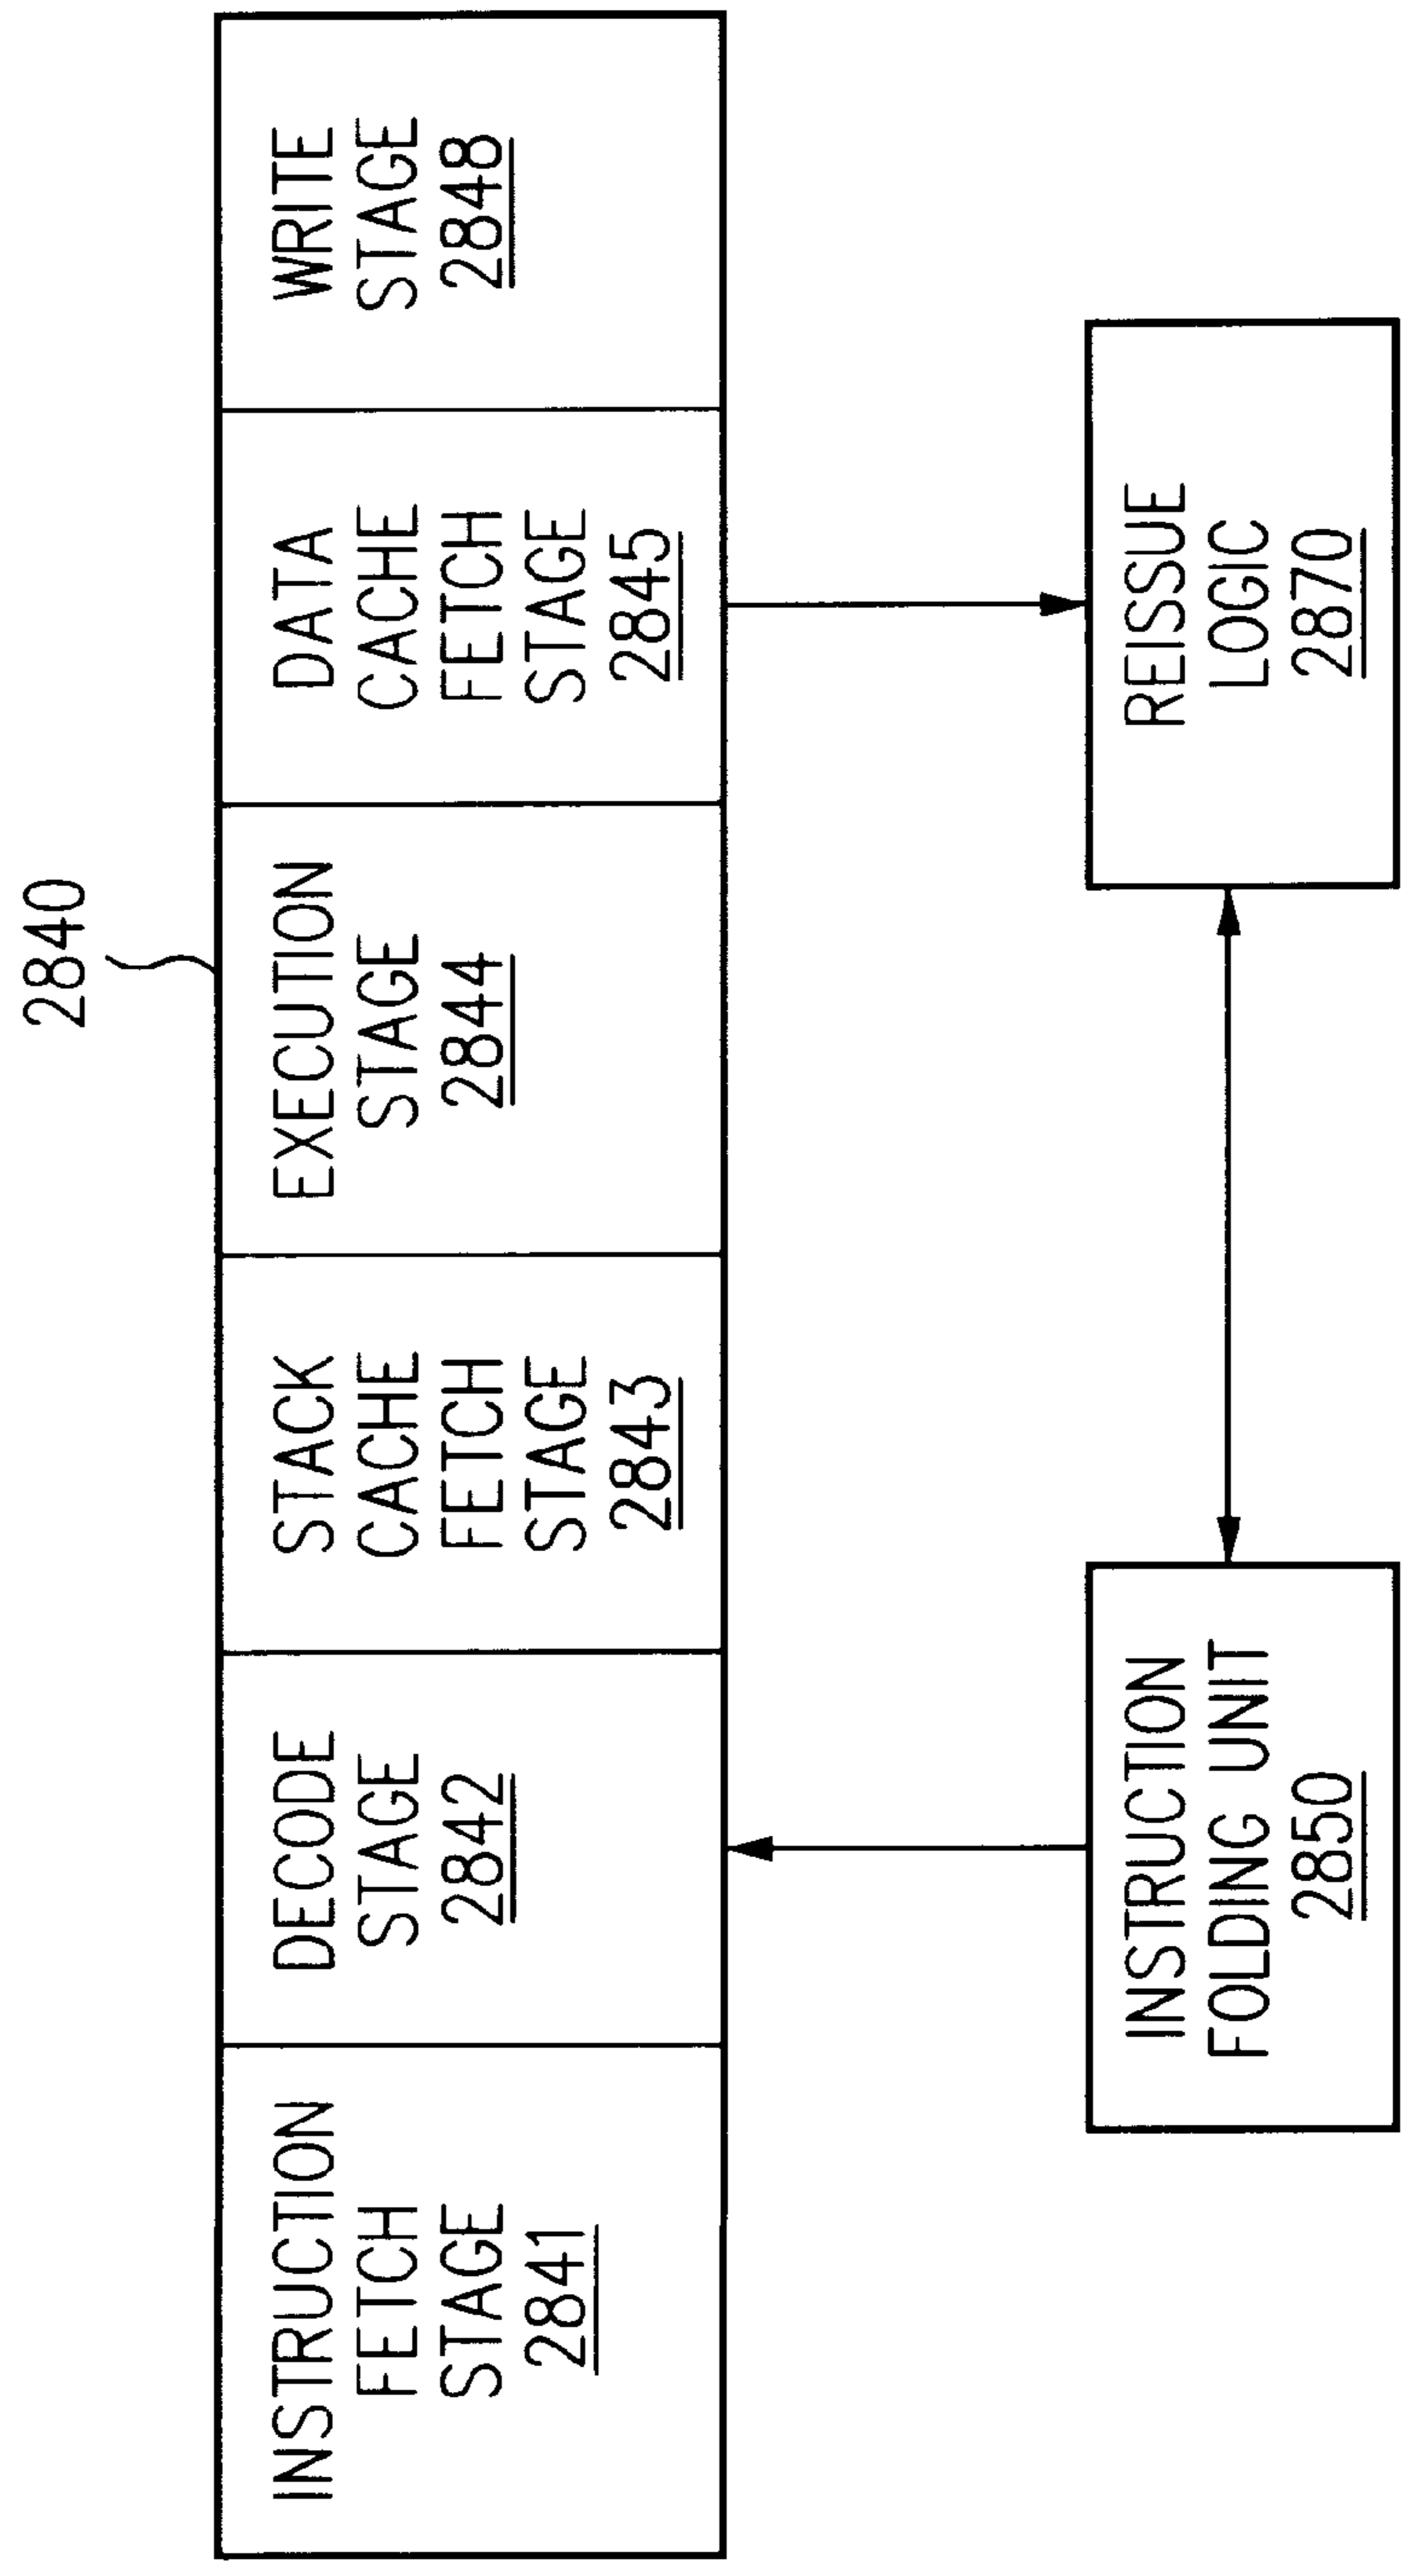 2840
INSTRUCTION
FETCH
STAGE
2841
DECODE
STAGE
2842
STACK
CACHE
FETCH
STAGE
2843
EXECUTION
STAGE
2844
DATA
CACHE
FETCH
STAGE
2845
WRITE
STAGE
2848
INSTRUCTION
FOLDING UNIT
2850
REISSUE
LOGIC
2870